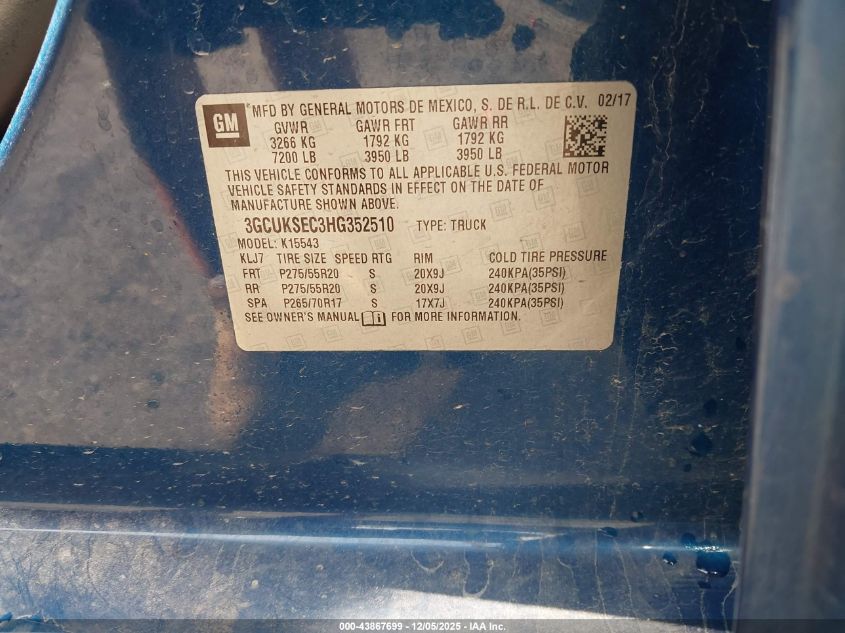 GM
MFD BY GENERAL MOTORS DE MEXICO, S. DE R.L. DE C.V. 02/17
GVWR GAWR FRT GAWR RR
3266 KG 1792 KG 1792 KG
7200 LB 3950 LB 3950 LB
THIS VEHICLE CONFORMS TO ALL APPLICABLE U.S. FEDERAL MOTOR
VEHICLE SAFETY STANDARDS IN EFFECT ON THE DATE OF
MANUFACTURE SHOWN ABOVE.
3GCUKSEC3HG352510 TYPE: TRUCK
MODEL: K15543
KLJ7 TIRE SIZE SPEED RTG RIM COLD TIRE PRESSURE
FRT P275/55R20 S 20X9J 240KPA(35PSI)
RR P275/55R20 S 20X9J 240KPA(35PSI)
SPA P265/70R17 S 17X7J 240KPA(35PSI)
SEE OWNER'S MANUAL FOR MORE INFORMATION.
000-43867699 - 12/05/2025 - IAA Inc.